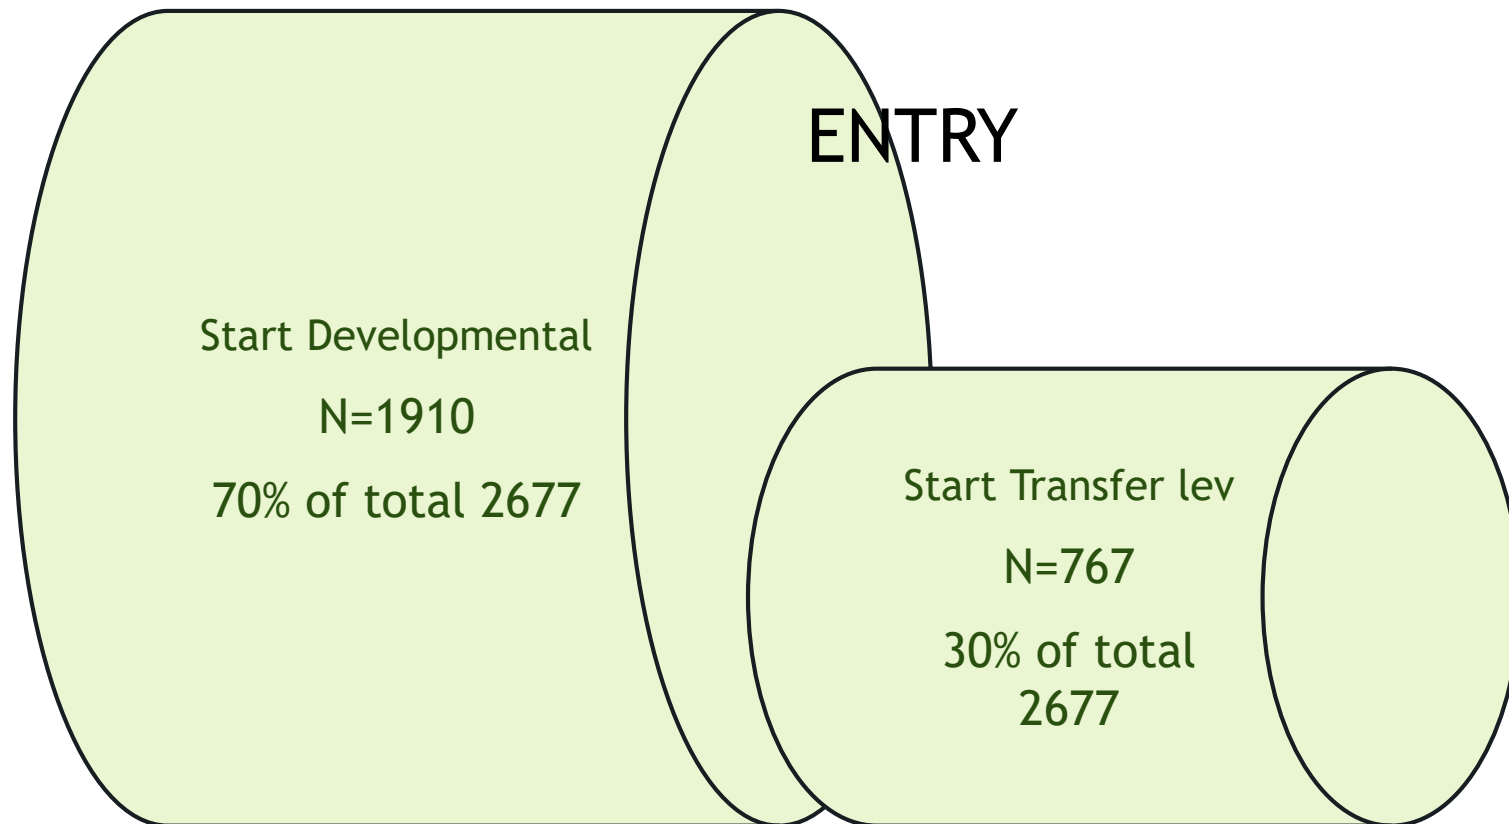 ENTRY
Start Developmental
N=1910
70% of total 2677
Start Transfer lev
N=767
30% of total
2677